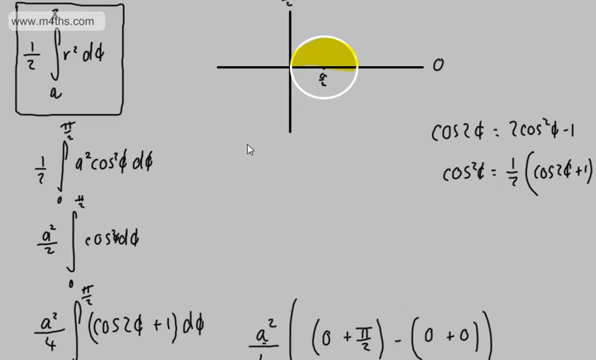 www.m4ths.com
π/2
1/2 ∫ₐ r² dϕ
0
a/2
cos2ϕ = 2cos²ϕ - 1
cos²ϕ = 1/2 (cos2ϕ + 1)
1/2 ∫₀^(π/2) a² cos²ϕ dϕ
a²/2 ∫₀^(π/2) cos²ϕ dϕ
a²/4 ∫^(π/2) (cos2ϕ + 1) dϕ
a² ( (0 + π/2) - (0 + 0) )